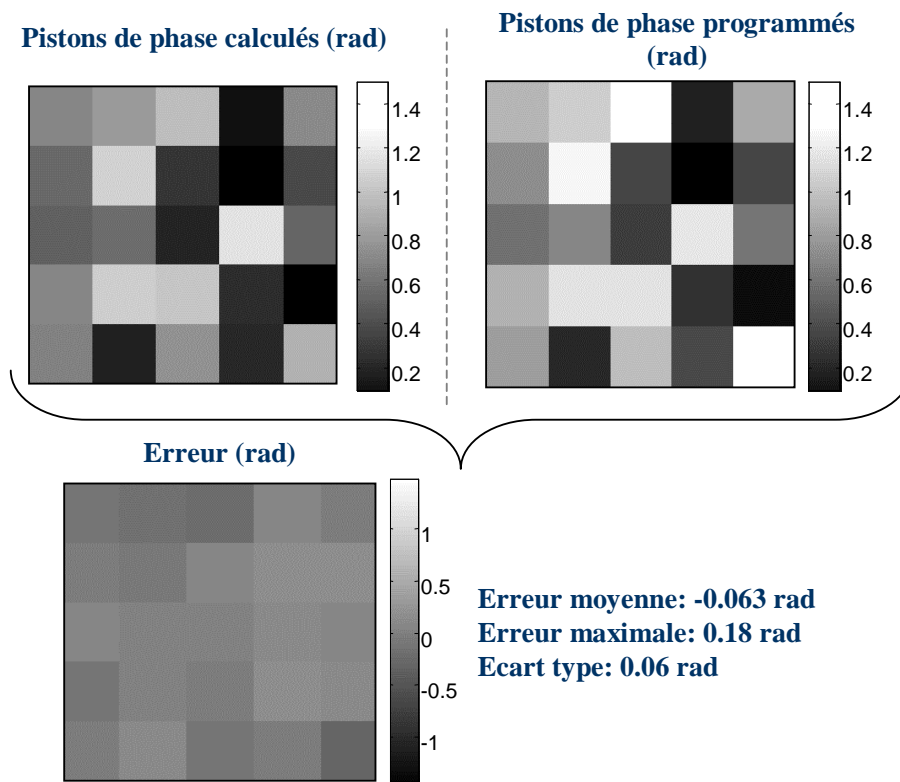 Pistons de phase calculés (rad)
Pistons de phase programmés
(rad)
1.4
1.2
1
0.8
0.6
0.4
0.2
1.4
1.2
1
0.8
0.6
0.4
0.2
Erreur (rad)
1
0.5
0
-0.5
-1
Erreur moyenne: -0.063 rad
Erreur maximale: 0.18 rad
Ecart type: 0.06 rad